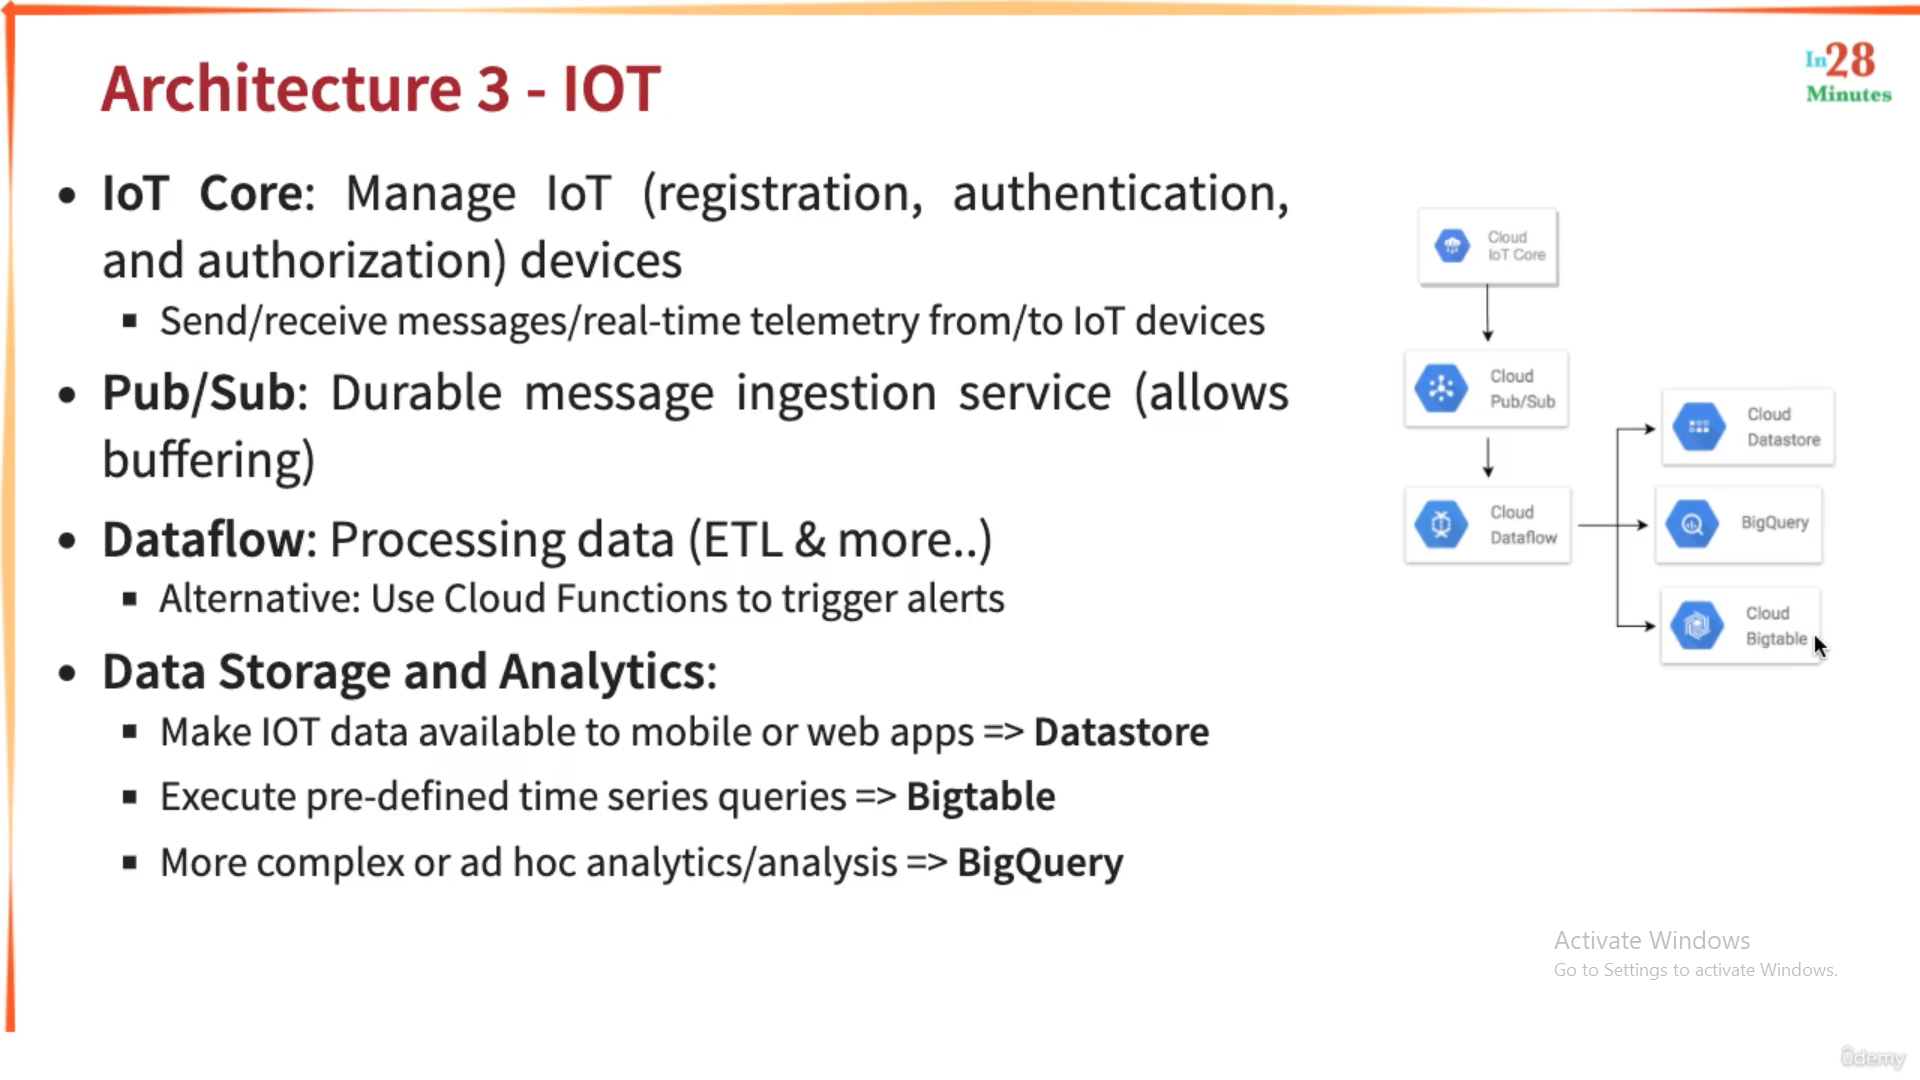 Architecture 3 - IOT
In28
Minutes
• IoT Core: Manage IoT (registration, authentication,
and authorization) devices
▪ Send/receive messages/real-time telemetry from/to IoT devices
• Pub/Sub: Durable message ingestion service (allows
buffering)
• Dataflow: Processing data (ETL & more..)
▪ Alternative: Use Cloud Functions to trigger alerts
• Data Storage and Analytics:
▪ Make IOT data available to mobile or web apps => Datastore
▪ Execute pre-defined time series queries => Bigtable
▪ More complex or ad hoc analytics/analysis => BigQuery
Cloud
IoT Core
Cloud
Pub/Sub
Cloud
Dataflow
Cloud
Datastore
BigQuery
Cloud
Bigtable
Activate Windows
Go to Settings to activate Windows.
ûdemy